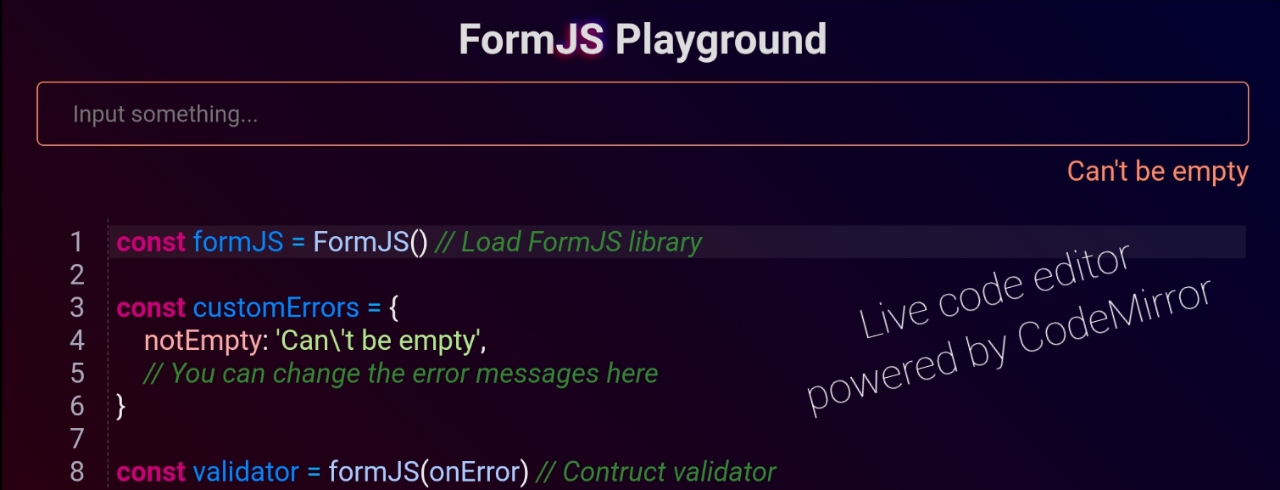 FormJS Playground
Input something...
Can't be empty
1 const formJS = FormJS() // Load FormJS library
2
3 const customErrors = {
4 notEmpty: 'Can\'t be empty',
5 // You can change the error messages here
6 }
7
8 const validator = formJS(onError) // Contruct validator
Live code editor
powered by CodeMirror